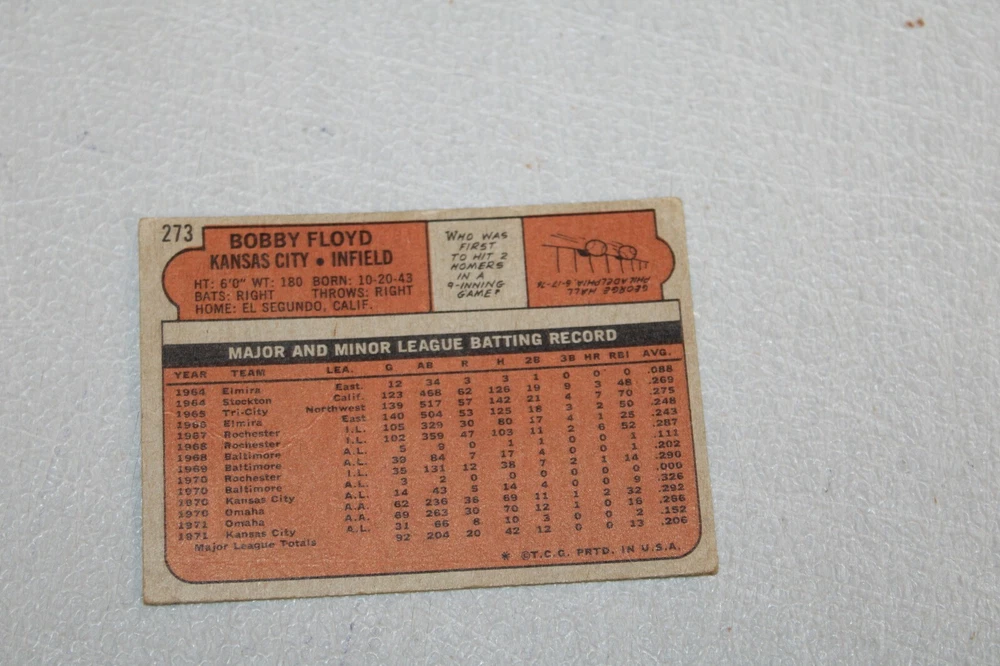 273
BOBBY FLOYD
KANSAS CITY • INFIELD
HT: 6'0" WT: 180 BORN: 10-20-43
BATS: RIGHT THROWS: RIGHT
HOME: EL SEGUNDO, CALIF.
WHO WAS
FIRST
TO HIT 2
HOMERS
IN A
9-INNING
GAME?
GEORGE HALL
PHILADELPHIA, 6-17-76
MAJOR AND MINOR LEAGUE BATTING RECORD
YEAR TEAM LEA. G AB R H 2B 3B HR RBI AVG.
1964 Elmira East. 12 34 3 3 1 0 0 0 .088
1964 Stockton Calif. 123 468 62 126 19 9 3 48 .269
1965 Tri-City Northwest 139 517 57 142 21 4 7 70 .275
1966 Elmira East. 140 504 53 125 18 3 2 50 .248
1967 Rochester I.L. 105 329 30 80 17 4 1 25 .243
1968 Rochester I.L. 102 359 47 103 11 2 6 52 .287
1968 Baltimore A.L. 5 9 0 1 1 0 0 1 .111
1969 Baltimore A.L. 39 84 7 17 4 0 0 1 .202
1970 Rochester I.L. 35 131 12 38 7 2 1 14 .290
1970 Baltimore A.L. 3 2 0 0 0 0 0 0 .000
1970 Kansas City A.L. 14 43 5 14 4 0 0 9 .326
1970 Omaha A.A. 62 236 36 69 11 1 2 32 .292
1971 Omaha A.A. 69 263 30 70 12 1 0 16 .266
1971 Kansas City A.L. 31 66 8 10 3 0 0 2 .152
Major League Totals 92 204 20 42 12 0 0 13 .206
* ©T.C.G. PRTD. IN U.S.A.